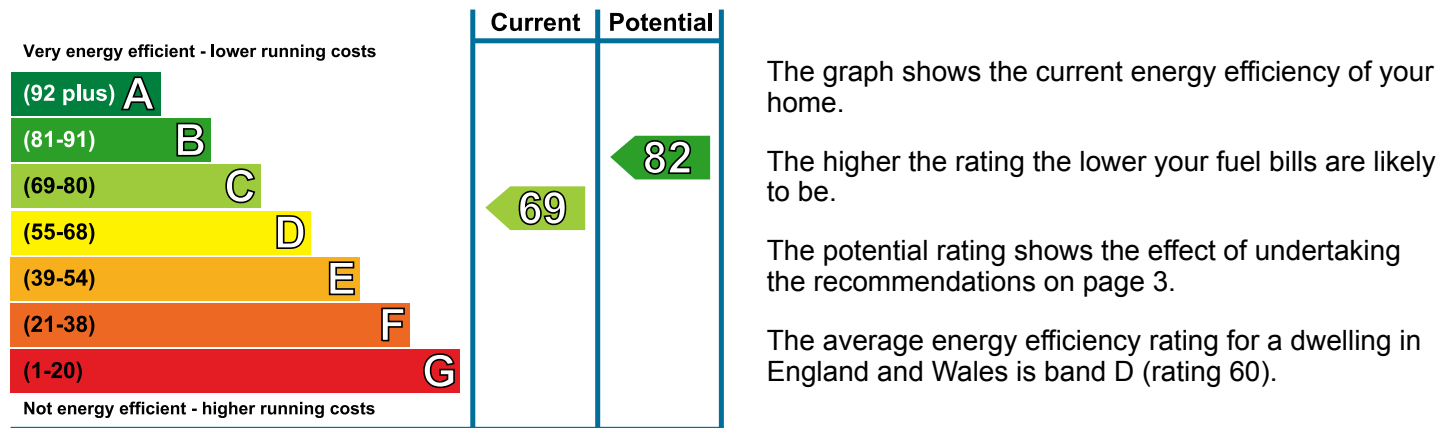 Current Potential
Very energy efficient - lower running costs
(92 plus) A
(81-91) B
82
(69-80) C
69
(55-68) D
(39-54) E
(21-38) F
(1-20) G
Not energy efficient - higher running costs
The graph shows the current energy efficiency of your
home.
The higher the rating the lower your fuel bills are likely
to be.
The potential rating shows the effect of undertaking
the recommendations on page 3.
The average energy efficiency rating for a dwelling in
England and Wales is band D (rating 60).